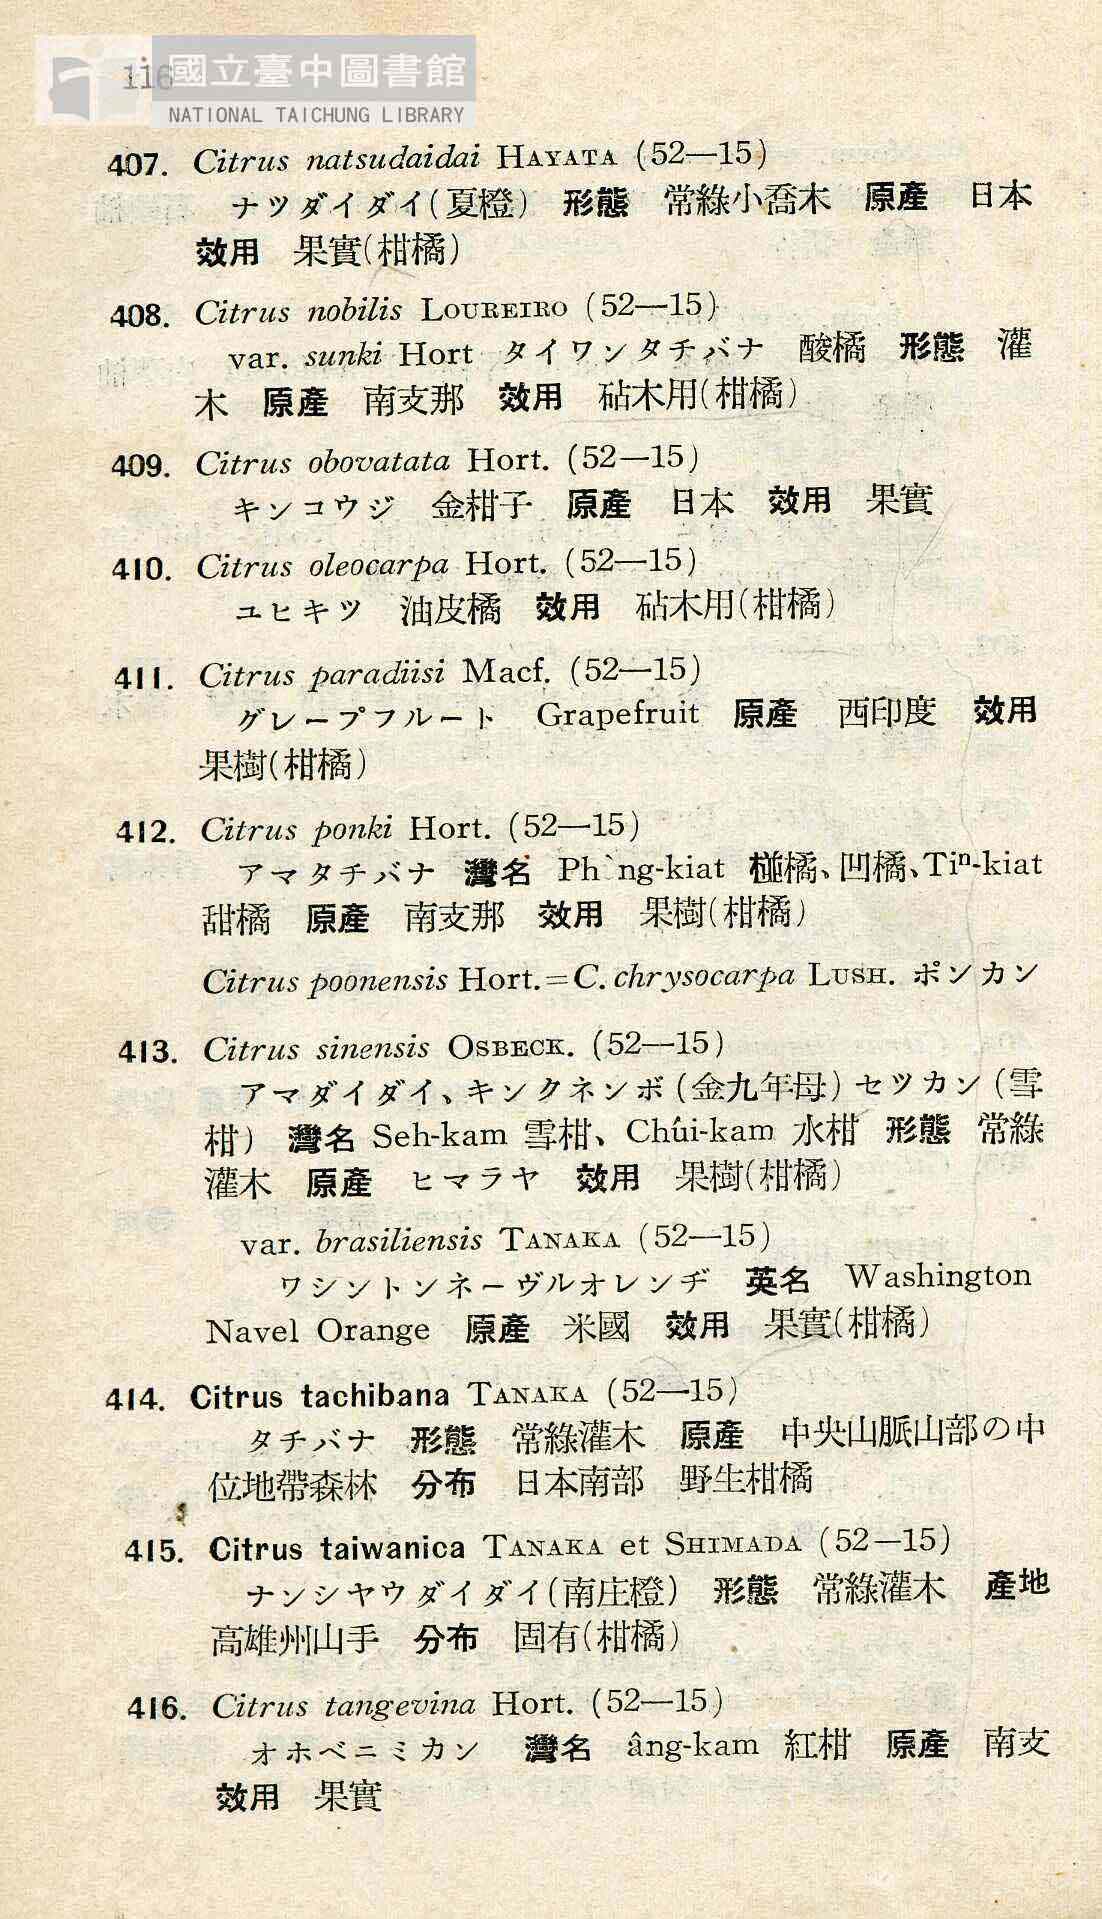 116
國立臺中圖書館
NATIONAL TAICHUNG LIBRARY
407. Citrus natsudaidai HAYATA (52—15)
ナツダイダイ(夏橙) 形態 常綠小喬木 原產 日本
效用 果實(柑橘)
408. Citrus nobilis LOUREIRO (52—15)
var. sunki Hort タイワンタチバナ 酸橘 形態 灌
木 原產 南支那 效用 砧木用(柑橘)
409. Citrus obovatata Hort. (52—15)
キンコウジ 金柑子 原產 日本 效用 果實
410. Citrus oleocarpa Hort. (52—15)
ユヒキツ 油皮橘 效用 砧木用(柑橘)
411. Citrus paradiisi Macf. (52—15)
グレープフルート Grapefruit 原產 西印度 效用
果樹(柑橘)
412. Citrus ponki Hort. (52—15)
アマタチバナ 灣名 Ph`ng-kiat 椪橘、凹橘、Tiⁿ-kiat
甜橘 原產 南支那 效用 果樹(柑橘)
Citrus poonensis Hort.=C. chrysocarpa LUSH. ポンカン
413. Citrus sinensis OSBECK. (52—15)
アマダイダイ、キンクネンボ(金九年母)セツカン(雪
柑) 灣名 Seh-kam 雪柑、Chúi-kam 水柑 形態 常綠
灌木 原產 ヒマラヤ 效用 果樹(柑橘)
var. brasiliensis TANAKA (52—15)
ワシントンネーヴルオレンヂ 英名 Washington
Navel Orange 原產 米國 效用 果實(柑橘)
414. Citrus tachibana TANAKA (52—15)
タチバナ 形態 常綠灌木 原產 中央山脈山部の中
位地帶森林 分布 日本南部 野生柑橘
415. Citrus taiwanica TANAKA et SHIMADA (52—15)
ナンシヤウダイダイ(南庄橙) 形態 常綠灌木 產地
高雄州山手 分布 固有(柑橘)
416. Citrus tangevina Hort. (52—15)
オホベニミカン 灣名 âng-kam 紅柑 原產 南支
效用 果實